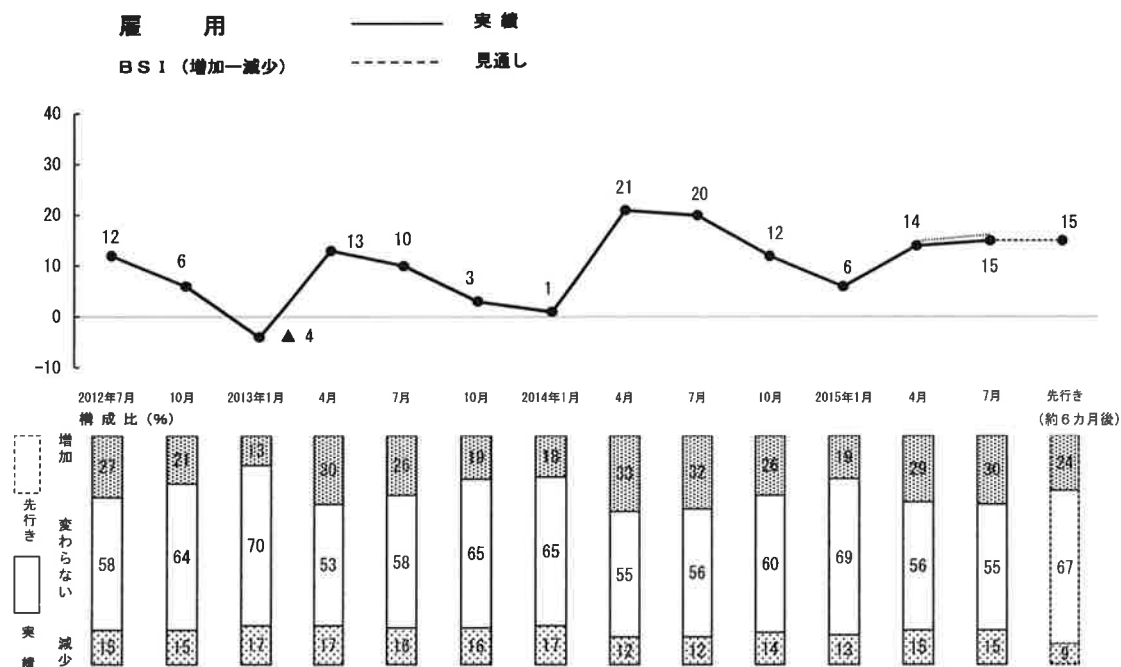 雇 用
実 績
BSI (増加ー減少)
見通し
40
30
20
10
0
-10
12
6
▲ 4
13
10
3
1
21
20
12
6
14
15
15
2012年7月 10月 2013年1月 4月 7月 10月 2014年1月 4月 7月 10月 2015年1月 4月 7月 先行き
構成比(%)
(約6カ月後)
増加
27 21 13 30 26 19 18 33 32 26 19 29 30 24
先行き
変わらない
58 64 70 53 58 65 65 55 56 60 69 56 55 67
実績
減少
15 15 17 17 16 16 17 12 12 14 13 15 15 9